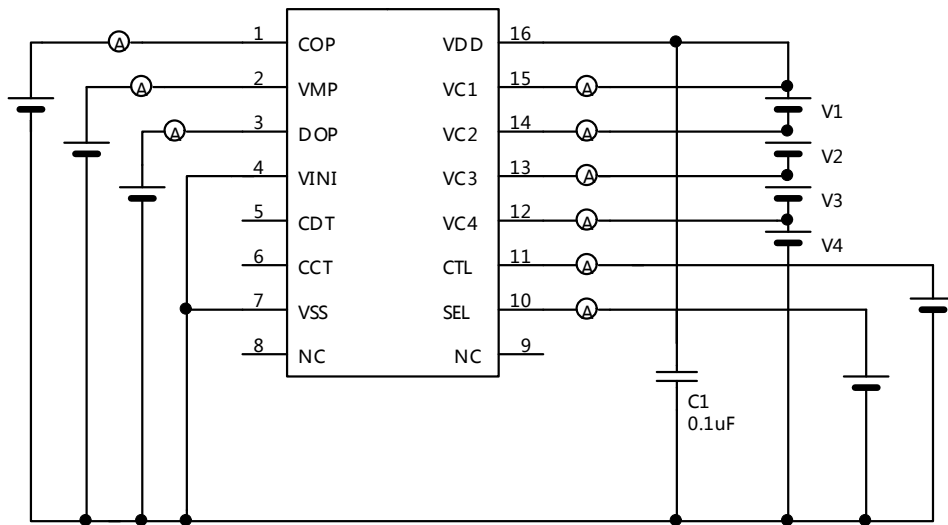 A 1 COP VDD 16
A 2 VMP VC1 15 A
V1
A 3 DOP VC2 14 A
V2
4 VINI VC3 13 A
V3
5 CDT VC4 12 A
V4
6 CCT CTL 11 A
7 VSS SEL 10 A
8 NC NC 9
C1
0.1uF